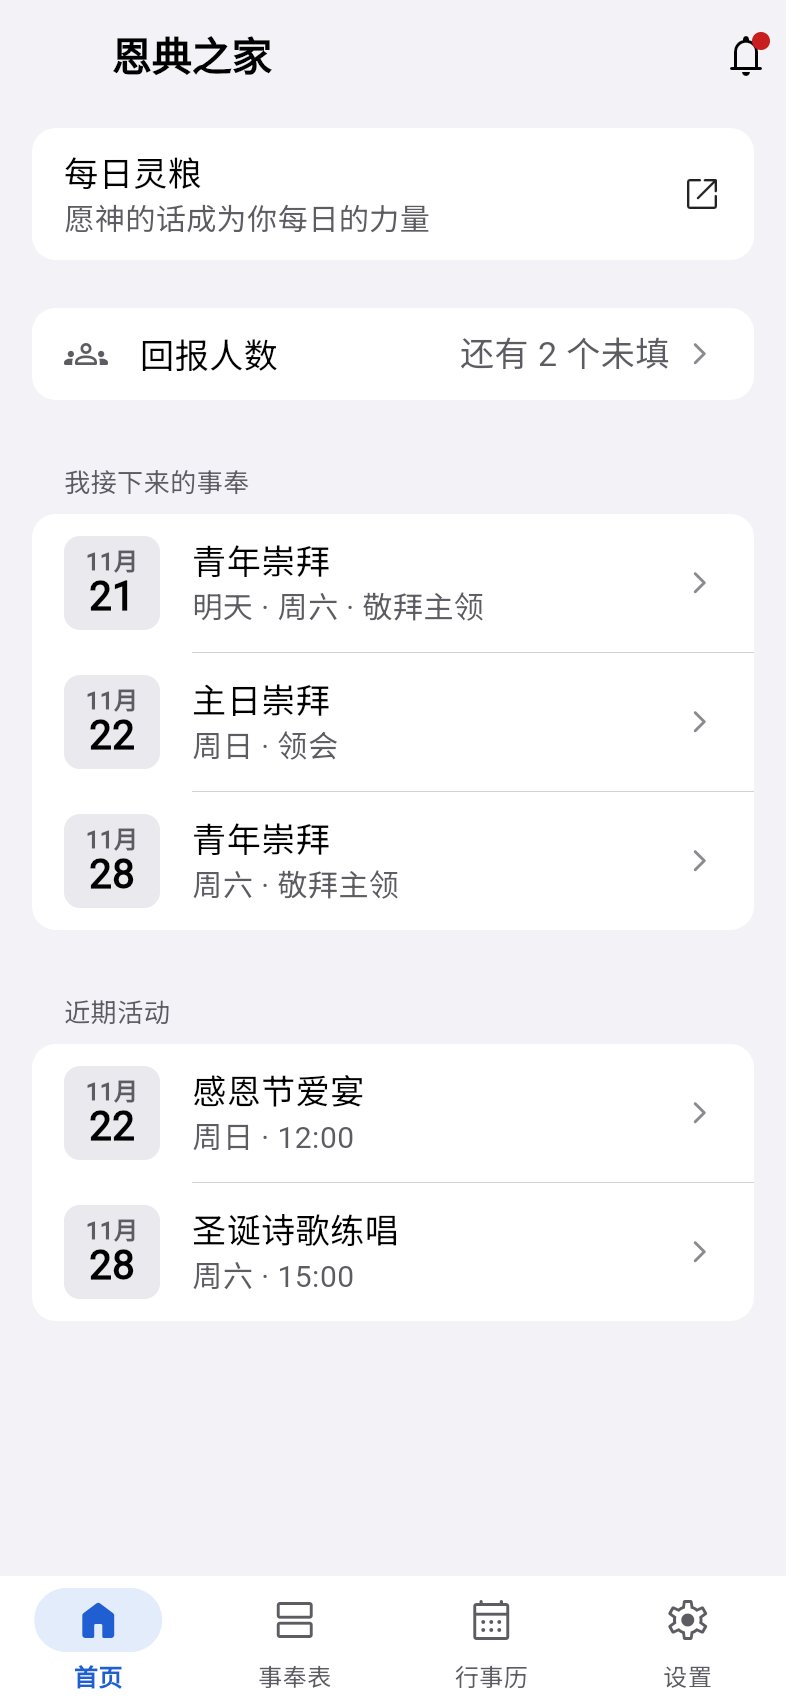 恩典之家
每日灵粮
愿神的话成为你每日的力量
回报人数 还有 2 个未填
我接下来的事奉
11月
21
青年崇拜
明天 · 周六 · 敬拜主领
11月
22
主日崇拜
周日 · 领会
11月
28
青年崇拜
周六 · 敬拜主领
近期活动
11月
22
感恩节爱宴
周日 · 12:00
11月
28
圣诞诗歌练唱
周六 · 15:00
首页 事奉表 行事历 设置